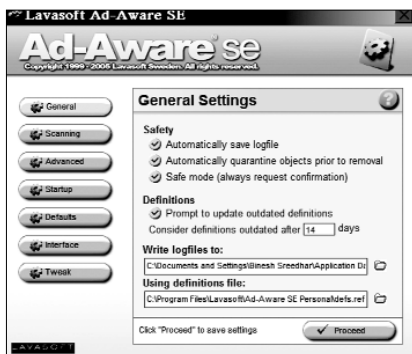 Lavasoft Ad-Aware SE
Ad-Aware SE
Copyright 1999 - 2005 Lavasoft Sweden. All rights reserved.
General
Scanning
Advanced
Startup
Defaults
Interface
Tweak
General Settings
Safety
Automatically save logfile
Automatically quarantine objects prior to removal
Safe mode (always request confirmation)
Definitions
Prompt to update outdated definitions
Consider definitions outdated after 14 days
Write logfiles to:
C:\Documents and Settings\Binesh Sreedhar\Application Da
Using definitions file:
C:\Program Files\Lavasoft\Ad-Aware SE Personal\defs.ref
Click "Proceed" to save settings
Proceed
LAVASOFT